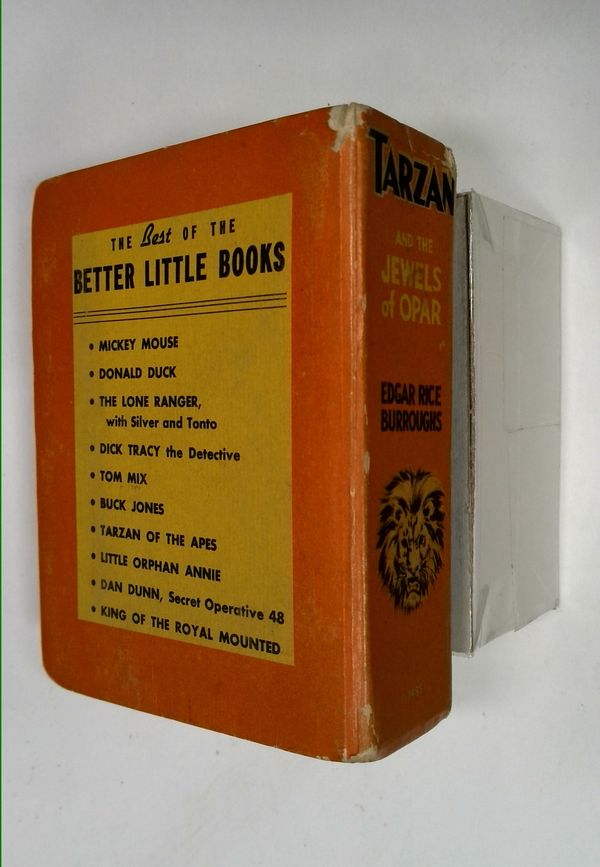 THE Best OF THE
BETTER LITTLE BOOKS
• MICKEY MOUSE
• DONALD DUCK
• THE LONE RANGER,
with Silver and Tonto
• DICK TRACY the Detective
• TOM MIX
• BUCK JONES
• TARZAN OF THE APES
• LITTLE ORPHAN ANNIE
• DAN DUNN, Secret Operative 48
• KING OF THE ROYAL MOUNTED
TARZAN
AND THE
JEWELS
of OPAR
EDGAR RICE
BURROUGHS